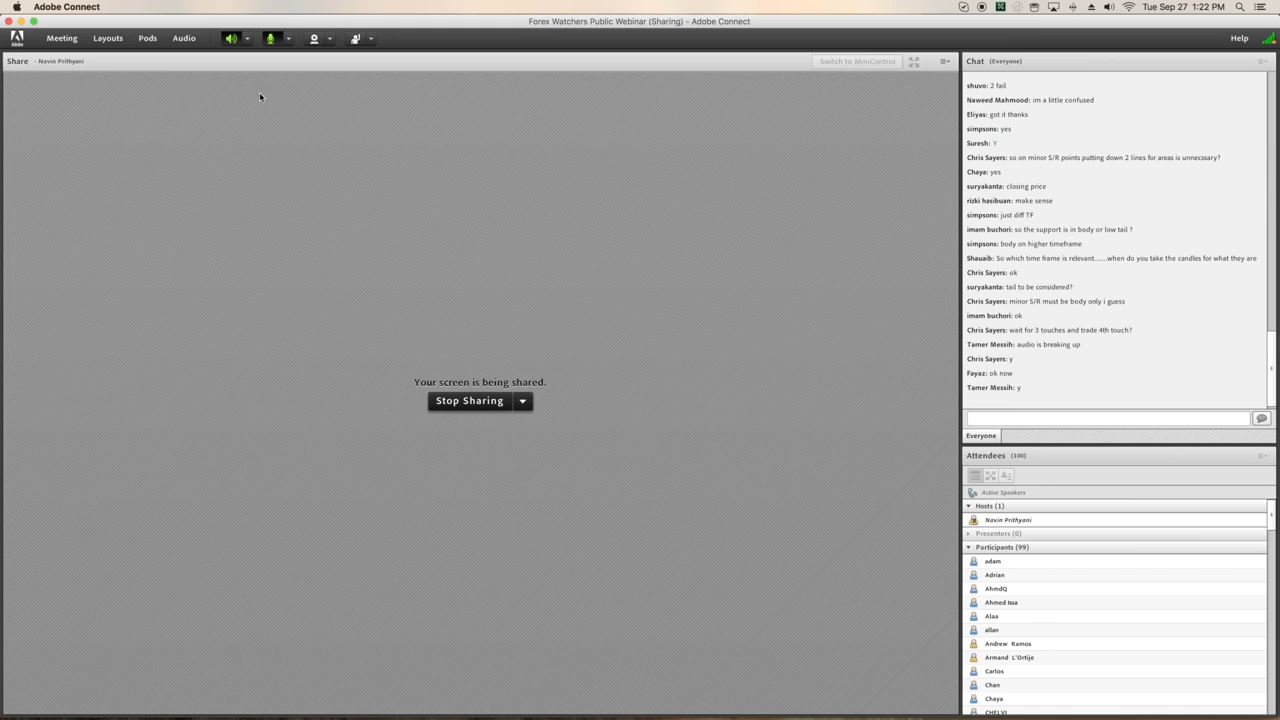 Adobe Connect
Tue Sep 27 1:22 PM
Forex Watchers Public Webinar (Sharing) - Adobe Connect
Adobe
Meeting Layouts Pods Audio Help
Share - Navin Prithyani
Switch to MiniControl
Chat (Everyone)
shuvo: 2 fail
Naweed Mahmood: im a little confused
Eliyas: got it thanks
simpsons: yes
Suresh: Y
Chris Sayers: so on minor S/R points putting down 2 lines for areas is unnecssary?
Chaya: yes
suryakanta: closing price
rizki hasibuan: make sense
simpsons: just diff TF
imam buchori: so the support is in body or low tail ?
simpsons: body on higher timeframe
Shauaib: So which time frame is relevant......when do you take the candles for what they are
Chris Sayers: ok
suryakanta: tail to be considered?
Chris Sayers: minor S/R must be body only i guess
imam buchori: ok
Chris Sayers: wait for 3 touches and trade 4th touch?
Tamer Messih: audio is breaking up
Chris Sayers: y
Fayaz: ok now
Tamer Messih: y
Your screen is being shared.
Stop Sharing
Everyone
Attendees (100)
Active Speakers
Hosts (1)
Navin Prithyani
Presenters (0)
Participants (99)
adam
Adrian
AhmdQ
Ahmed Issa
Alaa
allan
Andrew Ramos
Armand L'Ortije
Carlos
Chan
Chaya
CHELVI